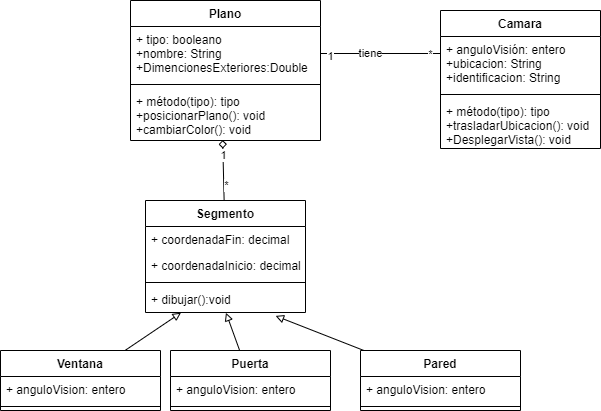 Plano
+ tipo: booleano
+nombre: String
+DimencionesExteriores:Double
+ método(tipo): tipo
+posicionarPlano(): void
+cambiarColor(): void
1
tiene
*
Camara
+ anguloVisión: entero
+ubicacion: String
+identificacion: String
+ método(tipo): tipo
+trasladarUbicacion(): void
+DesplegarVista(): void
1
*
Segmento
+ coordenadaFin: decimal
+ coordenadaInicio: decimal
+ dibujar():void
Ventana
+ anguloVision: entero
Puerta
+ anguloVision: entero
Pared
+ anguloVision: entero